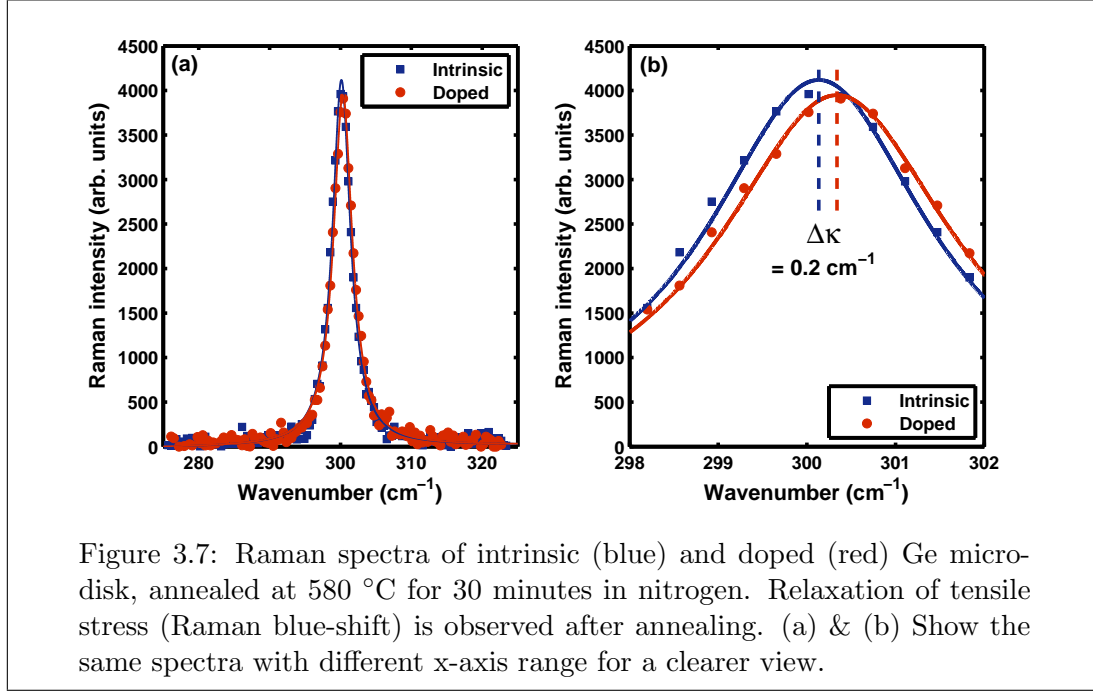 (a)
Intrinsic
Doped
4500
4000
3500
3000
2500
2000
1500
1000
500
0
Raman intensity (arb. units)
280 290 300 310 320
Wavenumber (cm⁻¹)
(b)
4500
4000
3500
3000
2500
2000
1500
1000
500
0
Raman intensity (arb. units)
Δκ
= 0.2 cm⁻¹
Intrinsic
Doped
298 299 300 301 302
Wavenumber (cm⁻¹)
Figure 3.7: Raman spectra of intrinsic (blue) and doped (red) Ge micro-
disk, annealed at 580 °C for 30 minutes in nitrogen. Relaxation of tensile
stress (Raman blue-shift) is observed after annealing. (a) & (b) Show the
same spectra with different x-axis range for a clearer view.